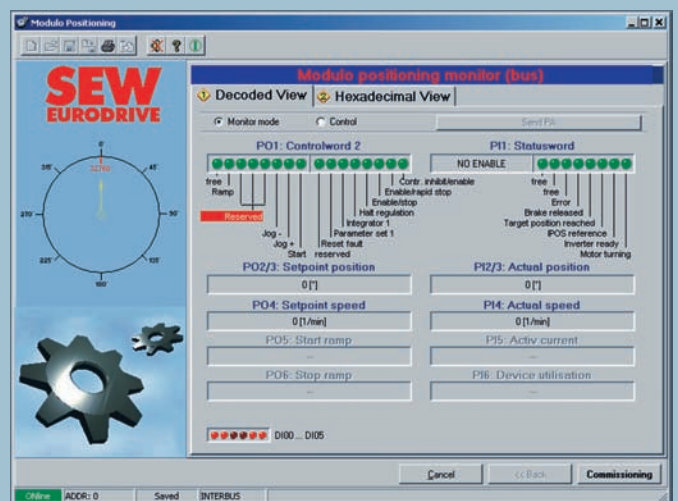 Modulo Positioning
SEW
EURODRIVE
Modulo positioning monitor (bus)
1 Decoded View
2 Hexadecimal View
Monitor mode
Control
Send PA
0°
32760
45°
90°
135°
180°
225°
270°
315°
PO1: Controlword 2
free
Ramp
Reserved
Jog -
Jog +
Start
reserved
Reset fault
Parameter set 1
Integrator 1
Halt regulation
Enable/stop
Enable/rapid stop
Contr. inhibit/enable
PI1: Statusword
NO ENABLE
free
free
Error
Brake released
Target position reached
IPOS reference
Inverter ready
Motor turning
PO2/3: Setpoint position
0 [°]
PI2/3: Actual position
0 [°]
PO4: Setpoint speed
0 [1/min]
PI4: Actual speed
0 [1/min]
PO5: Start ramp
--
PI5: Activ current
--
PO6: Stop ramp
--
PI6: Device utilisation
--
DI00 ... DI05
Cancel
<< Back
Commissioning
Online
ADDR: 0
Saved
INTERBUS